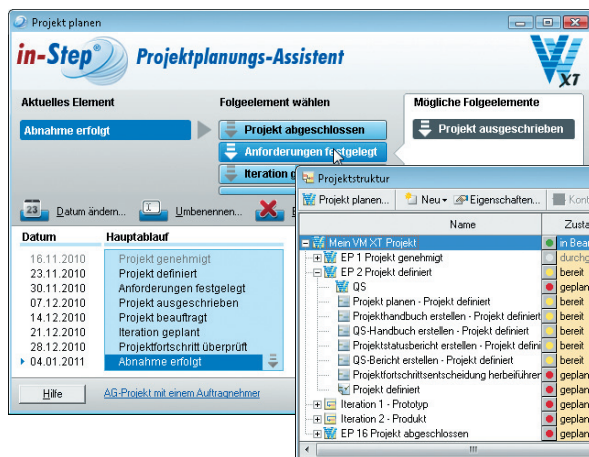 Projekt planen
in-Step® Projektplanungs-Assistent
XT
Aktuelles Element
Folgeelement wählen
Mögliche Folgeelemente
Abnahme erfolgt
Projekt abgeschlossen
Projekt ausgeschrieben
Anforderungen festgelegt
Iteration
23 Datum ändern...
Umbenennen...
Datum Hauptablauf
16.11.2010 Projekt genehmigt
23.11.2010 Projekt definiert
30.11.2010 Anforderungen festgelegt
07.12.2010 Projekt ausgeschrieben
14.12.2010 Projekt beauftragt
21.12.2010 Iteration geplant
28.12.2010 Projektfortschritt überprüft
04.01.2011 Abnahme erfolgt
Hilfe
AG-Projekt mit einem Auftragnehmer
Projektstruktur
Projekt planen... Neu Eigenschaften... Kont
Name Zusta
Mein VM XT Projekt in Bear
EP 1 Projekt genehmigt durchg
EP 2 Projekt definiert bereit
QS geplan
Projekt planen - Projekt definiert bereit
Projekthandbuch erstellen - Projekt definiert bereit
QS-Handbuch erstellen - Projekt definiert bereit
Projektstatusbericht erstellen - Projekt defini bereit
QS-Bericht erstellen - Projekt definiert bereit
Projektfortschrittsentscheidung herbeiführen geplan
Projekt definiert geplan
Iteration 1 - Prototyp geplan
Iteration 2 - Produkt geplan
EP 16 Projekt abgeschlossen geplan